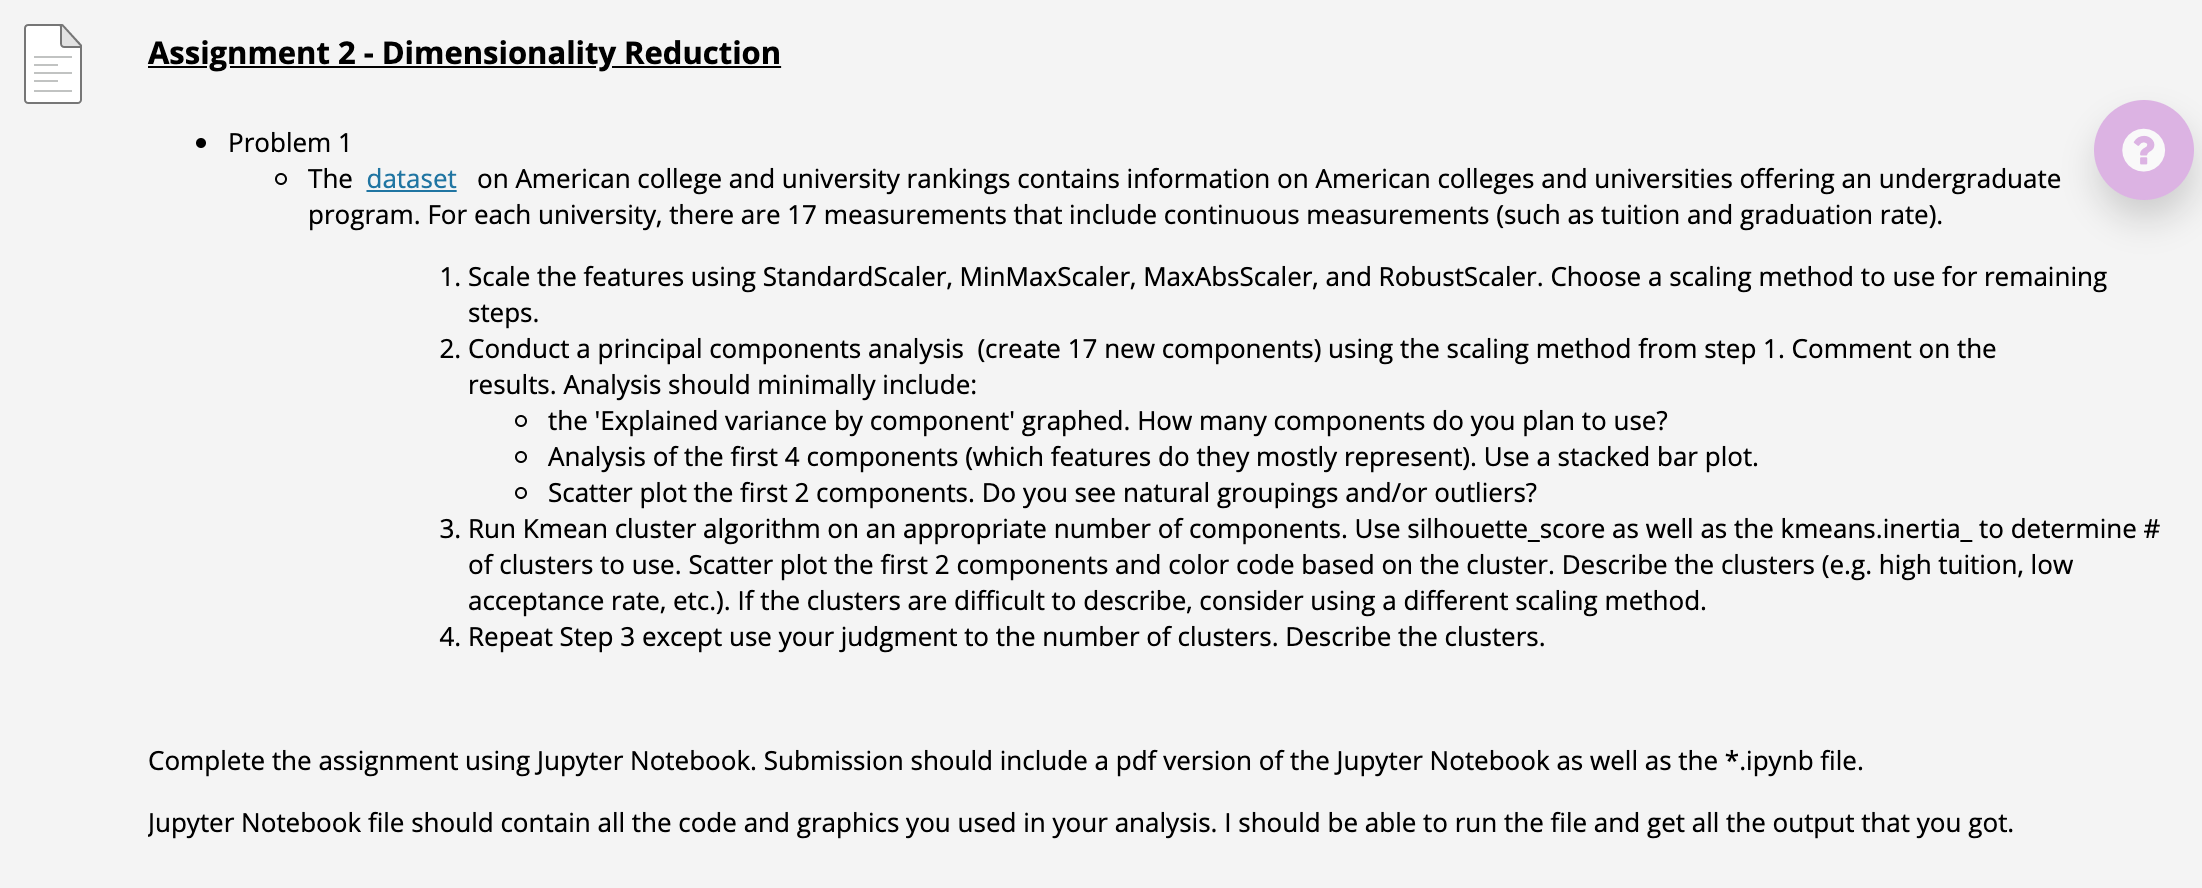 Assignment 2 - Dimensionality Reduction
• Problem 1
○ The dataset on American college and university rankings contains information on American colleges and universities offering an undergraduate
program. For each university, there are 17 measurements that include continuous measurements (such as tuition and graduation rate).
1. Scale the features using StandardScaler, MinMaxScaler, MaxAbsScaler, and RobustScaler. Choose a scaling method to use for remaining
steps.
2. Conduct a principal components analysis (create 17 new components) using the scaling method from step 1. Comment on the
results. Analysis should minimally include:
○ the 'Explained variance by component' graphed. How many components do you plan to use?
○ Analysis of the first 4 components (which features do they mostly represent). Use a stacked bar plot.
○ Scatter plot the first 2 components. Do you see natural groupings and/or outliers?
3. Run Kmean cluster algorithm on an appropriate number of components. Use silhouette_score as well as the kmeans.inertia_ to determine #
of clusters to use. Scatter plot the first 2 components and color code based on the cluster. Describe the clusters (e.g. high tuition, low
acceptance rate, etc.). If the clusters are difficult to describe, consider using a different scaling method.
4. Repeat Step 3 except use your judgment to the number of clusters. Describe the clusters.
Complete the assignment using Jupyter Notebook. Submission should include a pdf version of the Jupyter Notebook as well as the *.ipynb file.
Jupyter Notebook file should contain all the code and graphics you used in your analysis. I should be able to run the file and get all the output that you got.
?